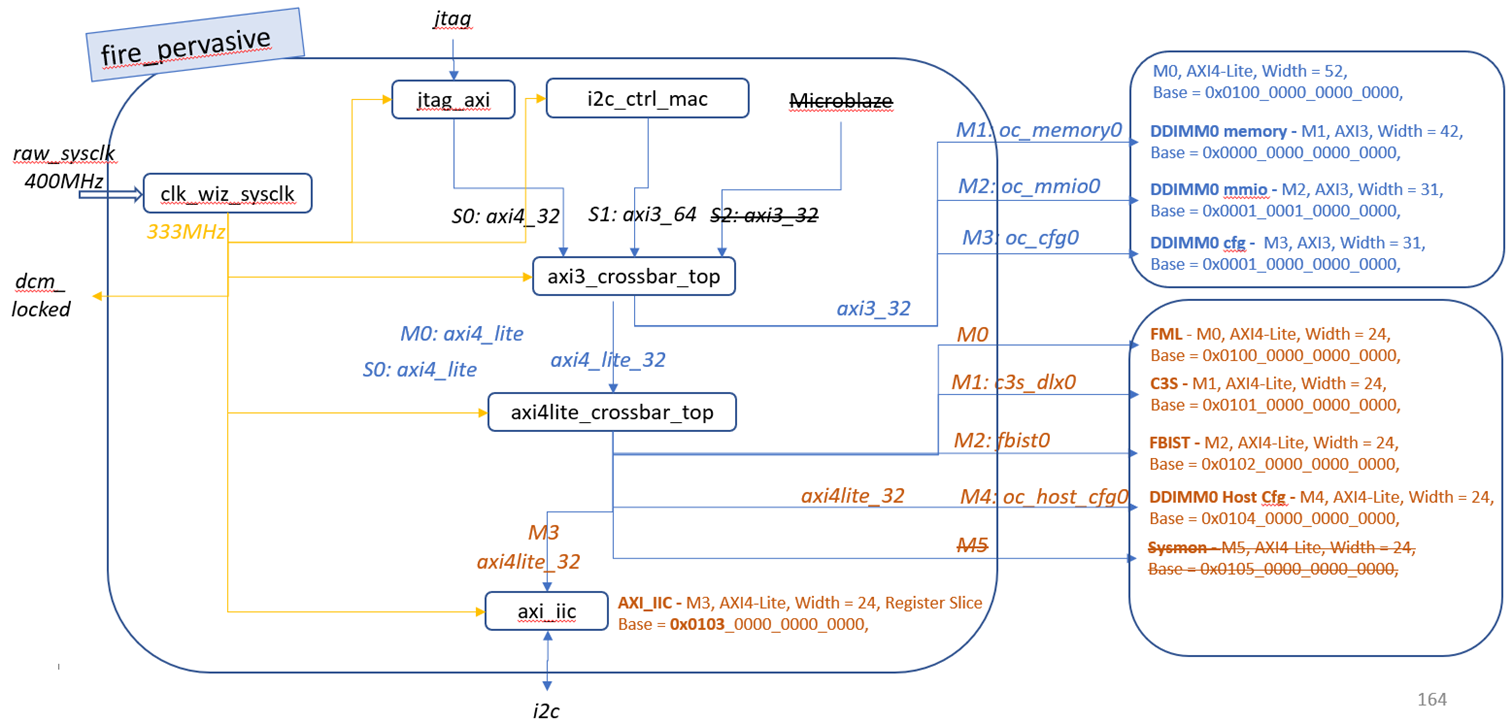 jtag
fire_pervasive
jtag_axi
i2c_ctrl_mac
Microblaze
raw_sysclk
400MHz
clk_wiz_sysclk
333MHz
S0: axi4_32
S1: axi3_64
S2: axi3_32
dcm_
locked
axi3_crossbar_top
axi3_32
M0: axi4_lite
S0: axi4_lite
axi4_lite_32
axi4lite_crossbar_top
M1: oc_memory0
M2: oc_mmio0
M3: oc_cfg0
M0
M1: c3s_dlx0
M2: fbist0
axi4lite_32
M4: oc_host_cfg0
M5
M3
axi4lite_32
axi_iic
AXI_IIC - M3, AXI4-Lite, Width = 24, Register Slice
Base = 0x0103_0000_0000_0000,
i2c
M0, AXI4-Lite, Width = 52,
Base = 0x0100_0000_0000_0000,
DDIMM0 memory - M1, AXI3, Width = 42,
Base = 0x0000_0000_0000_0000,
DDIMM0 mmio - M2, AXI3, Width = 31,
Base = 0x0001_0001_0000_0000,
DDIMM0 cfg - M3, AXI3, Width = 31,
Base = 0x0001_0000_0000_0000,
FML - M0, AXI4-Lite, Width = 24,
Base = 0x0100_0000_0000_0000,
C3S - M1, AXI4-Lite, Width = 24,
Base = 0x0101_0000_0000_0000,
FBIST - M2, AXI4-Lite, Width = 24,
Base = 0x0102_0000_0000_0000,
DDIMM0 Host Cfg - M4, AXI4-Lite, Width = 24,
Base = 0x0104_0000_0000_0000,
Sysmon - M5, AXI4-Lite, Width = 24,
Base = 0x0105_0000_0000_0000,
164